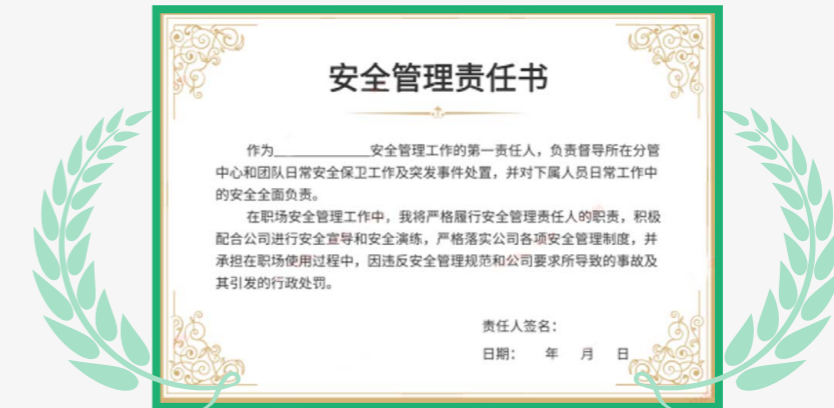 安全管理责任书
作为______________安全管理工作的第一责任人，负责督导所在分管
中心和团队日常安全保卫工作及突发事件处置，并对下属人员日常工作中
的安全全面负责。
在职场安全管理工作中，我将严格履行安全管理责任人的职责，积极
配合公司进行安全宣导和安全演练，严格落实公司各项安全管理制度，并
承担在职场使用过程中，因违反安全管理规范和公司要求所导致的事故及
其引发的行政处罚。
责任人签名：
日期： 年 月 日